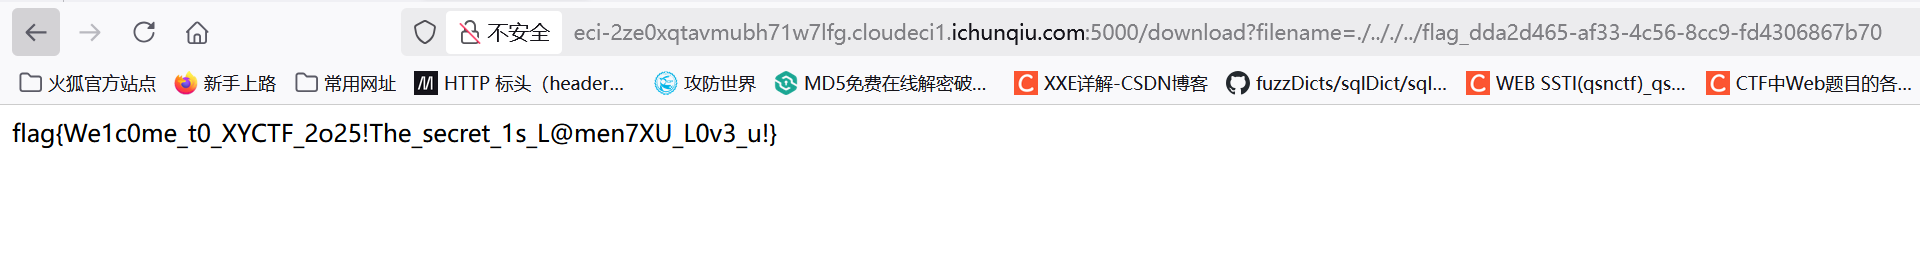 不安全 eci-2ze0xqtavmubh71w7lfg.cloudeci1.ichunqiu.com:5000/download?filename=./.././../flag_dda2d465-af33-4c56-8cc9-fd4306867b70
火狐官方站点 新手上路 常用网址 HTTP 标头（header... 攻防世界 MD5免费在线解密破... XXE详解-CSDN博客 fuzzDicts/sqlDict/sql... WEB SSTI(qsnctf)_qs... CTF中Web题目的各...
flag{We1c0me_t0_XYCTF_2o25!The_secret_1s_L@men7XU_L0v3_u!}